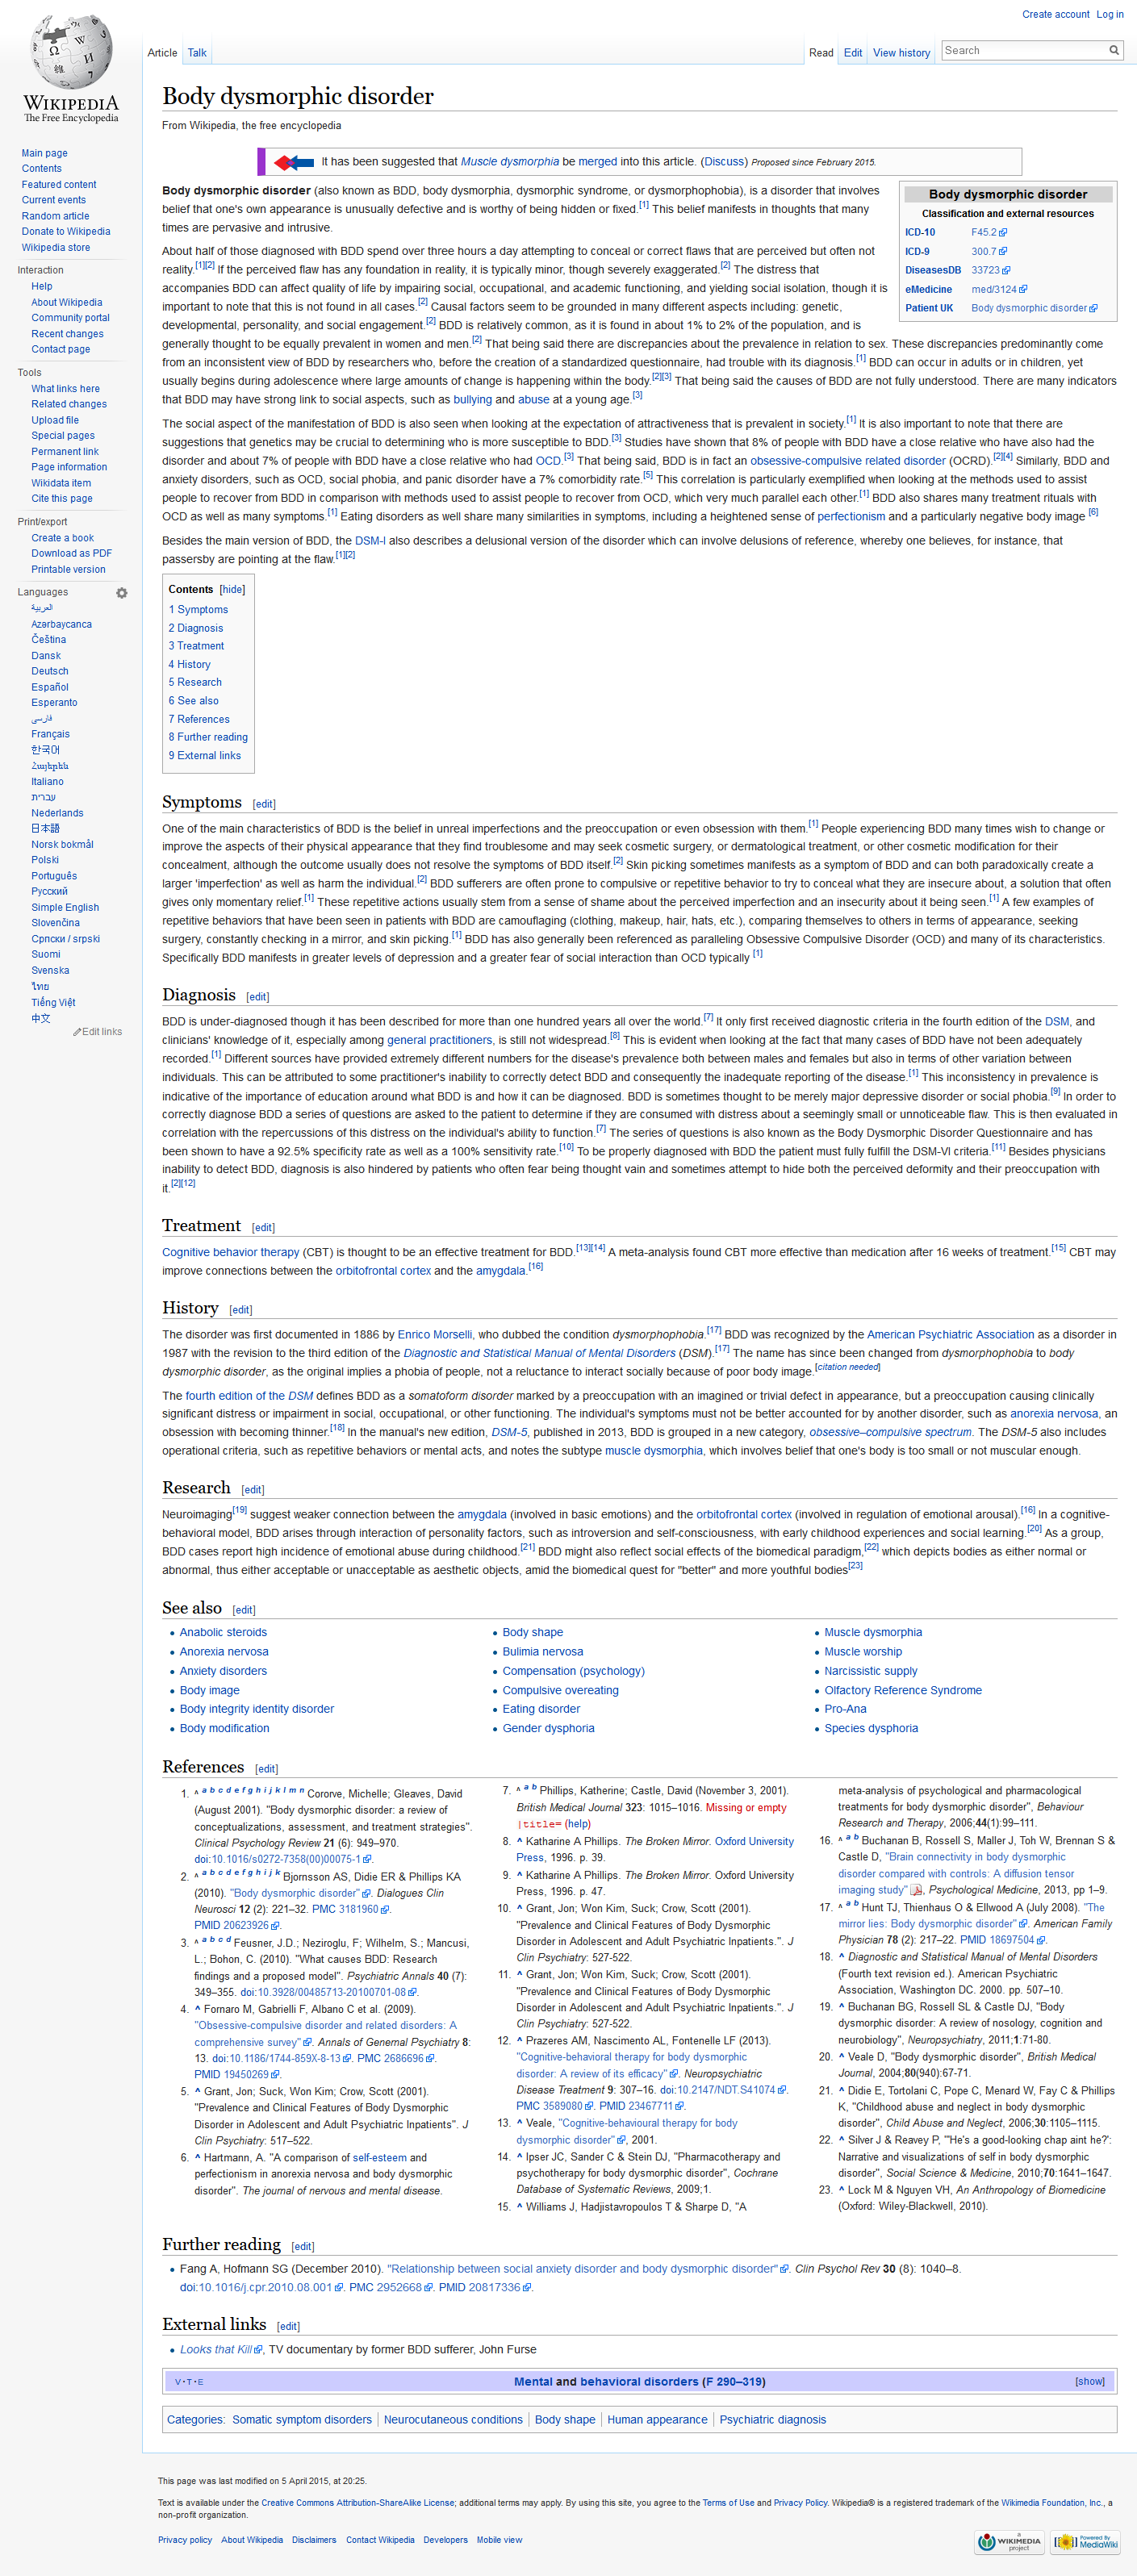 Create account Log in
WIKIPEDIA
The Free Encyclopedia
Article Talk
Read Edit View history Search
Main page
Contents
Featured content
Current events
Random article
Donate to Wikipedia
Wikipedia store
Interaction
Help
About Wikipedia
Community portal
Recent changes
Contact page
Tools
What links here
Related changes
Upload file
Special pages
Permanent link
Page information
Wikidata item
Cite this page
Print/export
Create a book
Download as PDF
Printable version
Languages
العربية
Azərbaycanca
Čeština
Dansk
Deutsch
Español
Esperanto
فارسی
Français
한국어
Հայերեն
Italiano
עברית
Nederlands
日本語
Norsk bokmål
Polski
Português
Русский
Simple English
Slovenčina
Српски / srpski
Suomi
Svenska
ไทย
Tiếng Việt
中文
Edit links
Body dysmorphic disorder
From Wikipedia, the free encyclopedia
It has been suggested that Muscle dysmorphia be merged into this article. (Discuss) Proposed since February 2015.
Body dysmorphic disorder
Classification and external resources
ICD-10 F45.2
ICD-9 300.7
DiseasesDB 33723
eMedicine med/3124
Patient UK Body dysmorphic disorder
Body dysmorphic disorder (also known as BDD, body dysmorphia, dysmorphic syndrome, or dysmorphophobia), is a disorder that involves
belief that one's own appearance is unusually defective and is worthy of being hidden or fixed.[1] This belief manifests in thoughts that many
times are pervasive and intrusive.
About half of those diagnosed with BDD spend over three hours a day attempting to conceal or correct flaws that are perceived but often not
reality.[1][2] If the perceived flaw has any foundation in reality, it is typically minor, though severely exaggerated.[2] The distress that
accompanies BDD can affect quality of life by impairing social, occupational, and academic functioning, and yielding social isolation, though it is
important to note that this is not found in all cases.[2] Causal factors seem to be grounded in many different aspects including: genetic,
developmental, personality, and social engagement.[2] BDD is relatively common, as it is found in about 1% to 2% of the population, and is
generally thought to be equally prevalent in women and men.[2] That being said there are discrepancies about the prevalence in relation to sex. These discrepancies predominantly come
from an inconsistent view of BDD by researchers who, before the creation of a standardized questionnaire, had trouble with its diagnosis.[1] BDD can occur in adults or in children, yet
usually begins during adolescence where large amounts of change is happening within the body.[2][3] That being said the causes of BDD are not fully understood. There are many indicators
that BDD may have strong link to social aspects, such as bullying and abuse at a young age.[3]
The social aspect of the manifestation of BDD is also seen when looking at the expectation of attractiveness that is prevalent in society.[1] It is also important to note that there are
suggestions that genetics may be crucial to determining who is more susceptible to BDD.[3] Studies have shown that 8% of people with BDD have a close relative who have also had the
disorder and about 7% of people with BDD have a close relative who had OCD.[3] That being said, BDD is in fact an obsessive-compulsive related disorder (OCRD).[2][4] Similarly, BDD and
anxiety disorders, such as OCD, social phobia, and panic disorder have a 7% comorbidity rate.[5] This correlation is particularly exemplified when looking at the methods used to assist
people to recover from BDD in comparison with methods used to assist people to recover from OCD, which very much parallel each other.[1] BDD also shares many treatment rituals with
OCD as well as many symptoms.[1] Eating disorders as well share many similarities in symptoms, including a heightened sense of perfectionism and a particularly negative body image [6]
Besides the main version of BDD, the DSM-I also describes a delusional version of the disorder which can involve delusions of reference, whereby one believes, for instance, that
passersby are pointing at the flaw.[1][2]
Contents [hide]
1 Symptoms
2 Diagnosis
3 Treatment
4 History
5 Research
6 See also
7 References
8 Further reading
9 External links
Symptoms [edit]
One of the main characteristics of BDD is the belief in unreal imperfections and the preoccupation or even obsession with them.[1] People experiencing BDD many times wish to change or
improve the aspects of their physical appearance that they find troublesome and may seek cosmetic surgery, or dermatological treatment, or other cosmetic modification for their
concealment, although the outcome usually does not resolve the symptoms of BDD itself.[2] Skin picking sometimes manifests as a symptom of BDD and can both paradoxically create a
larger 'imperfection' as well as harm the individual.[2] BDD sufferers are often prone to compulsive or repetitive behavior to try to conceal what they are insecure about, a solution that often
gives only momentary relief.[1] These repetitive actions usually stem from a sense of shame about the perceived imperfection and an insecurity about it being seen.[1] A few examples of
repetitive behaviors that have been seen in patients with BDD are camouflaging (clothing, makeup, hair, hats, etc.), comparing themselves to others in terms of appearance, seeking
surgery, constantly checking in a mirror, and skin picking.[1] BDD has also generally been referenced as paralleling Obsessive Compulsive Disorder (OCD) and many of its characteristics.
Specifically BDD manifests in greater levels of depression and a greater fear of social interaction than OCD typically [1]
Diagnosis [edit]
BDD is under-diagnosed though it has been described for more than one hundred years all over the world.[7] It only first received diagnostic criteria in the fourth edition of the DSM, and
clinicians' knowledge of it, especially among general practitioners, is still not widespread.[8] This is evident when looking at the fact that many cases of BDD have not been adequately
recorded.[1] Different sources have provided extremely different numbers for the disease's prevalence both between males and females but also in terms of other variation between
individuals. This can be attributed to some practitioner's inability to correctly detect BDD and consequently the inadequate reporting of the disease.[1] This inconsistency in prevalence is
indicative of the importance of education around what BDD is and how it can be diagnosed. BDD is sometimes thought to be merely major depressive disorder or social phobia.[9] In order to
correctly diagnose BDD a series of questions are asked to the patient to determine if they are consumed with distress about a seemingly small or unnoticeable flaw. This is then evaluated in
correlation with the repercussions of this distress on the individual's ability to function.[7] The series of questions is also known as the Body Dysmorphic Disorder Questionnaire and has
been shown to have a 92.5% specificity rate as well as a 100% sensitivity rate.[10] To be properly diagnosed with BDD the patient must fully fulfill the DSM-VI criteria.[11] Besides physicians
inability to detect BDD, diagnosis is also hindered by patients who often fear being thought vain and sometimes attempt to hide both the perceived deformity and their preoccupation with
it.[2][12]
Treatment [edit]
Cognitive behavior therapy (CBT) is thought to be an effective treatment for BDD.[13][14] A meta-analysis found CBT more effective than medication after 16 weeks of treatment.[15] CBT may
improve connections between the orbitofrontal cortex and the amygdala.[16]
History [edit]
The disorder was first documented in 1886 by Enrico Morselli, who dubbed the condition dysmorphophobia.[17] BDD was recognized by the American Psychiatric Association as a disorder in
1987 with the revision to the third edition of the Diagnostic and Statistical Manual of Mental Disorders (DSM).[17] The name has since been changed from dysmorphophobia to body
dysmorphic disorder, as the original implies a phobia of people, not a reluctance to interact socially because of poor body image.[citation needed]
The fourth edition of the DSM defines BDD as a somatoform disorder marked by a preoccupation with an imagined or trivial defect in appearance, but a preoccupation causing clinically
significant distress or impairment in social, occupational, or other functioning. The individual's symptoms must not be better accounted for by another disorder, such as anorexia nervosa, an
obsession with becoming thinner.[18] In the manual's new edition, DSM-5, published in 2013, BDD is grouped in a new category, obsessive–compulsive spectrum. The DSM-5 also includes
operational criteria, such as repetitive behaviors or mental acts, and notes the subtype muscle dysmorphia, which involves belief that one's body is too small or not muscular enough.
Research [edit]
Neuroimaging[19] suggest weaker connection between the amygdala (involved in basic emotions) and the orbitofrontal cortex (involved in regulation of emotional arousal).[16] In a cognitive-
behavioral model, BDD arises through interaction of personality factors, such as introversion and self-consciousness, with early childhood experiences and social learning.[20] As a group,
BDD cases report high incidence of emotional abuse during childhood.[21] BDD might also reflect social effects of the biomedical paradigm,[22] which depicts bodies as either normal or
abnormal, thus either acceptable or unacceptable as aesthetic objects, amid the biomedical quest for "better" and more youthful bodies[23]
See also [edit]
Anabolic steroids
Anorexia nervosa
Anxiety disorders
Body image
Body integrity identity disorder
Body modification
Body shape
Bulimia nervosa
Compensation (psychology)
Compulsive overeating
Eating disorder
Gender dysphoria
Muscle dysmorphia
Muscle worship
Narcissistic supply
Olfactory Reference Syndrome
Pro-Ana
Species dysphoria
References [edit]
1. ^ a b c d e f g h i j k l m n Cororve, Michelle; Gleaves, David
(August 2001). "Body dysmorphic disorder: a review of
conceptualizations, assessment, and treatment strategies".
Clinical Psychology Review 21 (6): 949–970.
doi:10.1016/s0272-7358(00)00075-1.
2. ^ a b c d e f g h i j k Bjornsson AS, Didie ER & Phillips KA
(2010). "Body dysmorphic disorder". Dialogues Clin
Neurosci 12 (2): 221–32. PMC 3181960.
PMID 20623926.
3. ^ a b c d Feusner, J.D.; Neziroglu, F; Wilhelm, S.; Mancusi,
L.; Bohon, C. (2010). "What causes BDD: Research
findings and a proposed model". Psychiatric Annals 40 (7):
349–355. doi:10.3928/00485713-20100701-08.
4. ^ Fornaro M, Gabrielli F, Albano C et al. (2009).
"Obsessive-compulsive disorder and related disorders: A
comprehensive survey". Annals of Genernal Psychiatry 8:
13. doi:10.1186/1744-859X-8-13. PMC 2686696.
PMID 19450269.
5. ^ Grant, Jon; Suck, Won Kim; Crow, Scott (2001).
"Prevalence and Clinical Features of Body Dysmorphic
Disorder in Adolescent and Adult Psychiatric Inpatients". J
Clin Psychiatry: 517–522.
6. ^ Hartmann, A. "A comparison of self-esteem and
perfectionism in anorexia nervosa and body dysmorphic
disorder". The journal of nervous and mental disease.
7. ^ a b Phillips, Katherine; Castle, David (November 3, 2001).
British Medical Journal 323: 1015–1016. Missing or empty
|title= (help)
8. ^ Katharine A Phillips. The Broken Mirror. Oxford University
Press, 1996. p. 39.
9. ^ Katharine A Phillips. The Broken Mirror. Oxford University
Press, 1996. p. 47.
10. ^ Grant, Jon; Won Kim, Suck; Crow, Scott (2001).
"Prevalence and Clinical Features of Body Dysmorphic
Disorder in Adolescent and Adult Psychiatric Inpatients.". J
Clin Psychiatry: 527-522.
11. ^ Grant, Jon; Won Kim, Suck; Crow, Scott (2001).
"Prevalence and Clinical Features of Body Dysmorphic
Disorder in Adolescent and Adult Psychiatric Inpatients.". J
Clin Psychiatry: 527-522.
12. ^ Prazeres AM, Nascimento AL, Fontenelle LF (2013).
"Cognitive-behavioral therapy for body dysmorphic
disorder: A review of its efficacy". Neuropsychiatric
Disease Treatment 9: 307–16. doi:10.2147/NDT.S41074.
PMC 3589080. PMID 23467711.
13. ^ Veale, "Cognitive-behavioural therapy for body
dysmorphic disorder", 2001.
14. ^ Ipser JC, Sander C & Stein DJ, "Pharmacotherapy and
psychotherapy for body dysmorphic disorder", Cochrane
Database of Systematic Reviews, 2009;1.
15. ^ Williams J, Hadjistavropoulos T & Sharpe D, "A
meta-analysis of psychological and pharmacological
treatments for body dysmorphic disorder", Behaviour
Research and Therapy, 2006;44(1):99–111.
16. ^ a b Buchanan B, Rossell S, Maller J, Toh W, Brennan S &
Castle D, "Brain connectivity in body dysmorphic
disorder compared with controls: A diffusion tensor
imaging study", Psychological Medicine, 2013, pp 1–9.
17. ^ a b Hunt TJ, Thienhaus O & Ellwood A (July 2008). "The
mirror lies: Body dysmorphic disorder". American Family
Physician 78 (2): 217–22. PMID 18697504.
18. ^ Diagnostic and Statistical Manual of Mental Disorders
(Fourth text revision ed.). American Psychiatric
Association, Washington DC. 2000. pp. 507–10.
19. ^ Buchanan BG, Rossell SL & Castle DJ, "Body
dysmorphic disorder: A review of nosology, cognition and
neurobiology", Neuropsychiatry, 2011;1:71-80.
20. ^ Veale D, "Body dysmorphic disorder", British Medical
Journal, 2004;80(940):67-71.
21. ^ Didie E, Tortolani C, Pope C, Menard W, Fay C & Phillips
K, "Childhood abuse and neglect in body dysmorphic
disorder", Child Abuse and Neglect, 2006;30:1105–1115.
22. ^ Silver J & Reavey P, "'He's a good-looking chap aint he?':
Narrative and visualizations of self in body dysmorphic
disorder", Social Science & Medicine, 2010;70:1641–1647.
23. ^ Lock M & Nguyen VH, An Anthropology of Biomedicine
(Oxford: Wiley-Blackwell, 2010).
Further reading [edit]
Fang A, Hofmann SG (December 2010). "Relationship between social anxiety disorder and body dysmorphic disorder". Clin Psychol Rev 30 (8): 1040–8.
doi:10.1016/j.cpr.2010.08.001. PMC 2952668. PMID 20817336.
External links [edit]
Looks that Kill, TV documentary by former BDD sufferer, John Furse
V · T · E Mental and behavioral disorders (F 290–319) [show]
Categories: Somatic symptom disorders | Neurocutaneous conditions | Body shape | Human appearance | Psychiatric diagnosis
This page was last modified on 5 April 2015, at 20:25.
Text is available under the Creative Commons Attribution-ShareAlike License; additional terms may apply. By using this site, you agree to the Terms of Use and Privacy Policy. Wikipedia® is a registered trademark of the Wikimedia Foundation, Inc., a
non-profit organization.
Privacy policy About Wikipedia Disclaimers Contact Wikipedia Developers Mobile view
A WIKIMEDIA project
Powered By MediaWiki